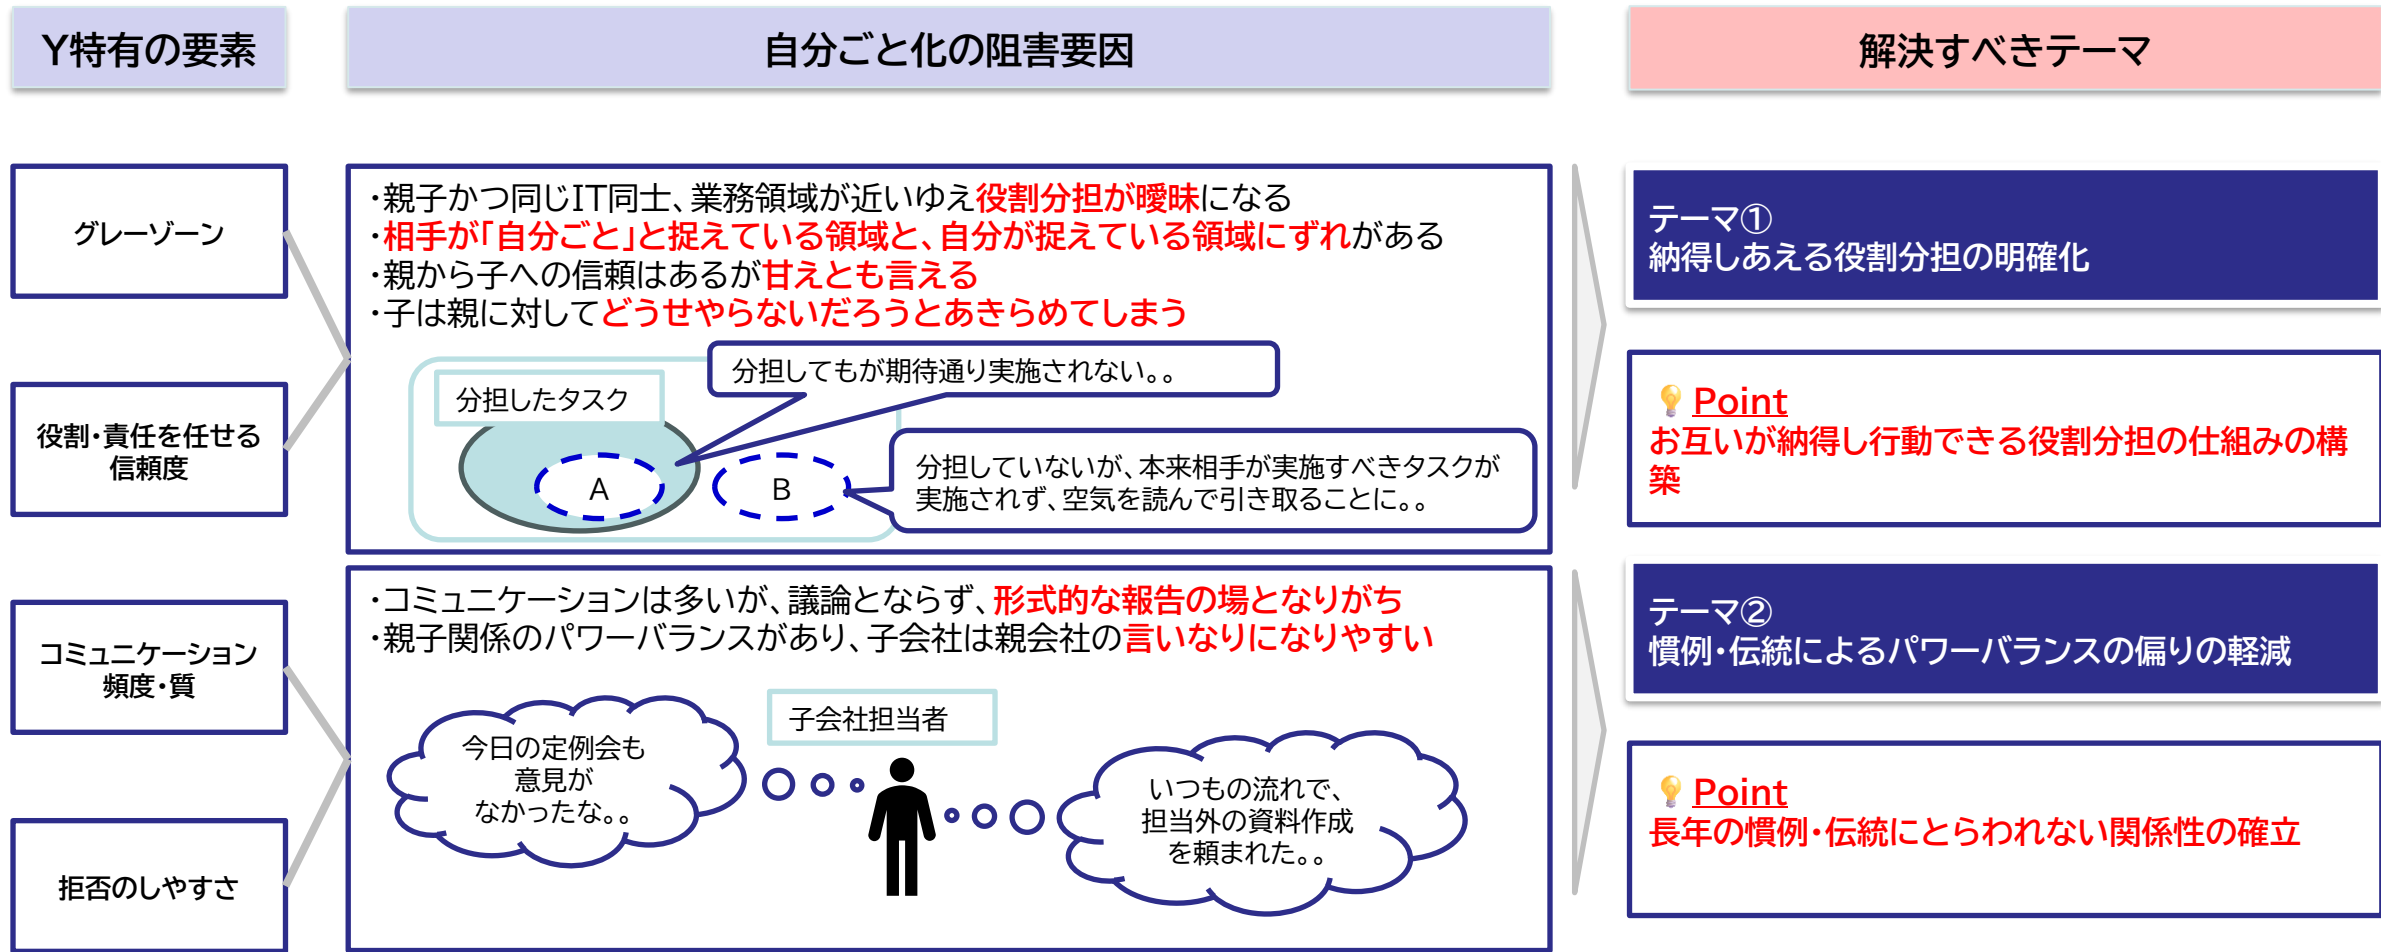 Y特有の要素
自分ごと化の阻害要因
解決すべきテーマ
グレーゾーン
役割・責任を任せる
信頼度
コミュニケーション
頻度・質
拒否のしやすさ
・親子かつ同じIT同士、業務領域が近いゆえ役割分担が曖昧になる
・相手が「自分ごと」と捉えている領域と、自分が捉えている領域にずれがある
・親から子への信頼はあるが甘えとも言える
・子は親に対してどうせやらないだろうとあきらめてしまう
分担したタスク
分担してもが期待通り実施されない。。
A
B
分担していないが、本来相手が実施すべきタスクが
実施されず、空気を読んで引き取ることに。。
・コミュニケーションは多いが、議論とならず、形式的な報告の場となりがち
・親子関係のパワーバランスがあり、子会社は親会社の言いなりになりやすい
今日の定例会も
意見が
なかったな。。
子会社担当者
いつもの流れで、
担当外の資料作成
を頼まれた。。
テーマ①
納得しあえる役割分担の明確化
Point
お互いが納得し行動できる役割分担の仕組みの構
築
テーマ②
慣例・伝統によるパワーバランスの偏りの軽減
Point
長年の慣例・伝統にとらわれない関係性の確立